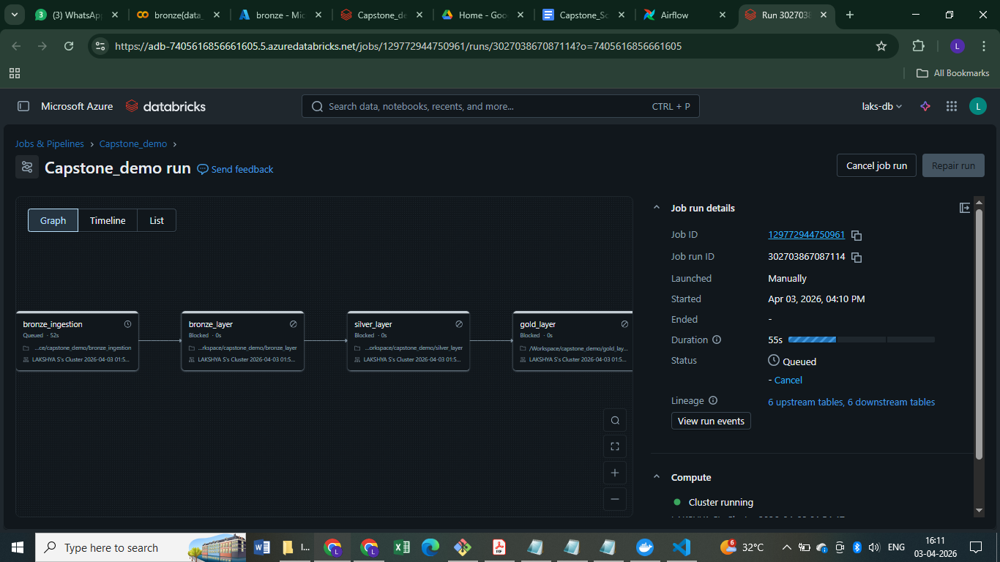 3
(3) WhatsApp
bronze(data_
bronze - Mic
Capstone_de
Home - Goo
Capstone_So
Airflow
Run 3027038
https://adb-7405616856661605.5.azuredatabricks.net/jobs/129772944750961/runs/302703867087114?o=7405616856661605
L
All Bookmarks
Microsoft Azure
databricks
Search data, notebooks, recents, and more...
CTRL + P
laks-db
L
Jobs & Pipelines
Capstone_demo
Capstone_demo run
Send feedback
Cancel job run
Repair run
Graph
Timeline
List
bronze_ingestion
Queued · 52s
...ce/capstone_demo/bronze_ingestion
LAKSHYA S's Cluster 2026-04-03 01:5...
bronze_layer
Blocked · 0s
...rkspace/capstone_demo/bronze_layer
LAKSHYA S's Cluster 2026-04-03 01:5...
silver_layer
Blocked · 0s
...orkspace/capstone_demo/silver_layer
LAKSHYA S's Cluster 2026-04-03 01:5...
gold_layer
Blocked · 0s
/Workspace/capstone_demo/gold_lay...
LAKSHYA S's Cluster 2026-04-03 01:5...
Job run details
Job ID
129772944750961
Job run ID
302703867087114
Launched
Manually
Started
Apr 03, 2026, 04:10 PM
Ended
-
Duration
55s
Status
Queued
- Cancel
Lineage
6 upstream tables, 6 downstream tables
View run events
Compute
Cluster running
Type here to search
I...
6
32°C
ENG
16:11
03-04-2026